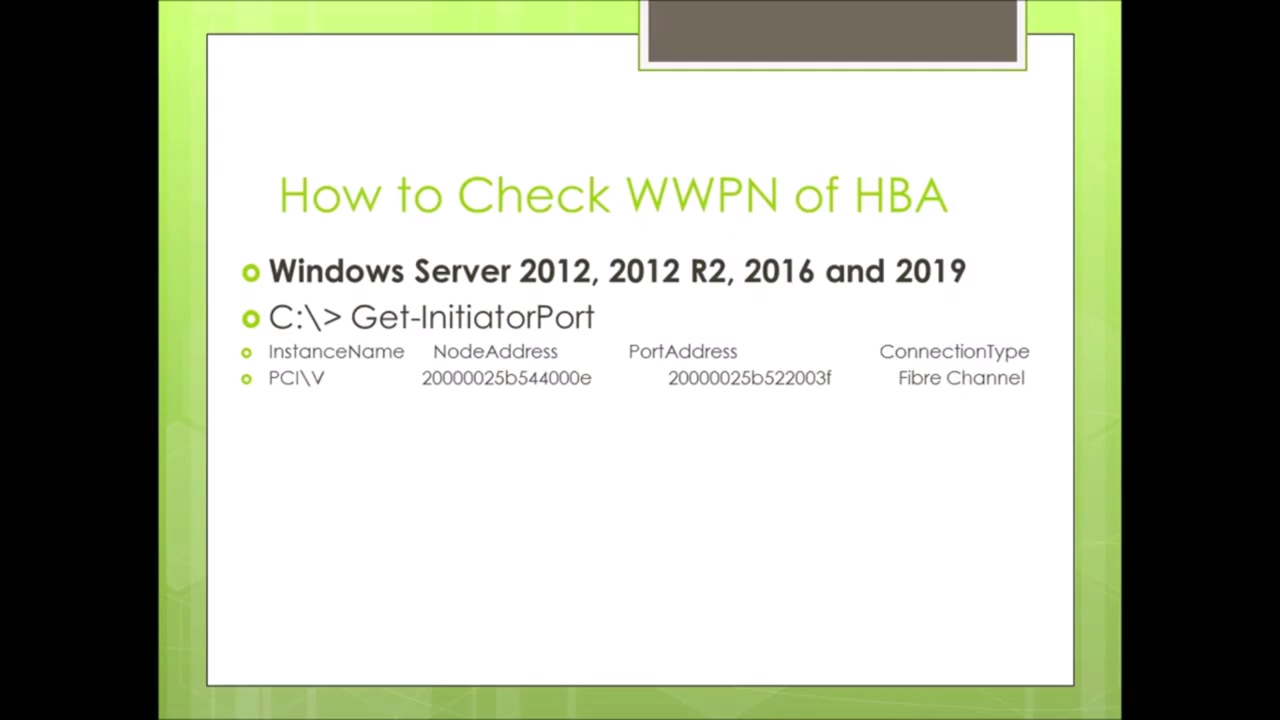 How to Check WWPN of HBA
Windows Server 2012, 2012 R2, 2016 and 2019
C:\> Get-InitiatorPort
InstanceName NodeAddress PortAddress ConnectionType
PCI\V 20000025b544000e 20000025b522003f Fibre Channel